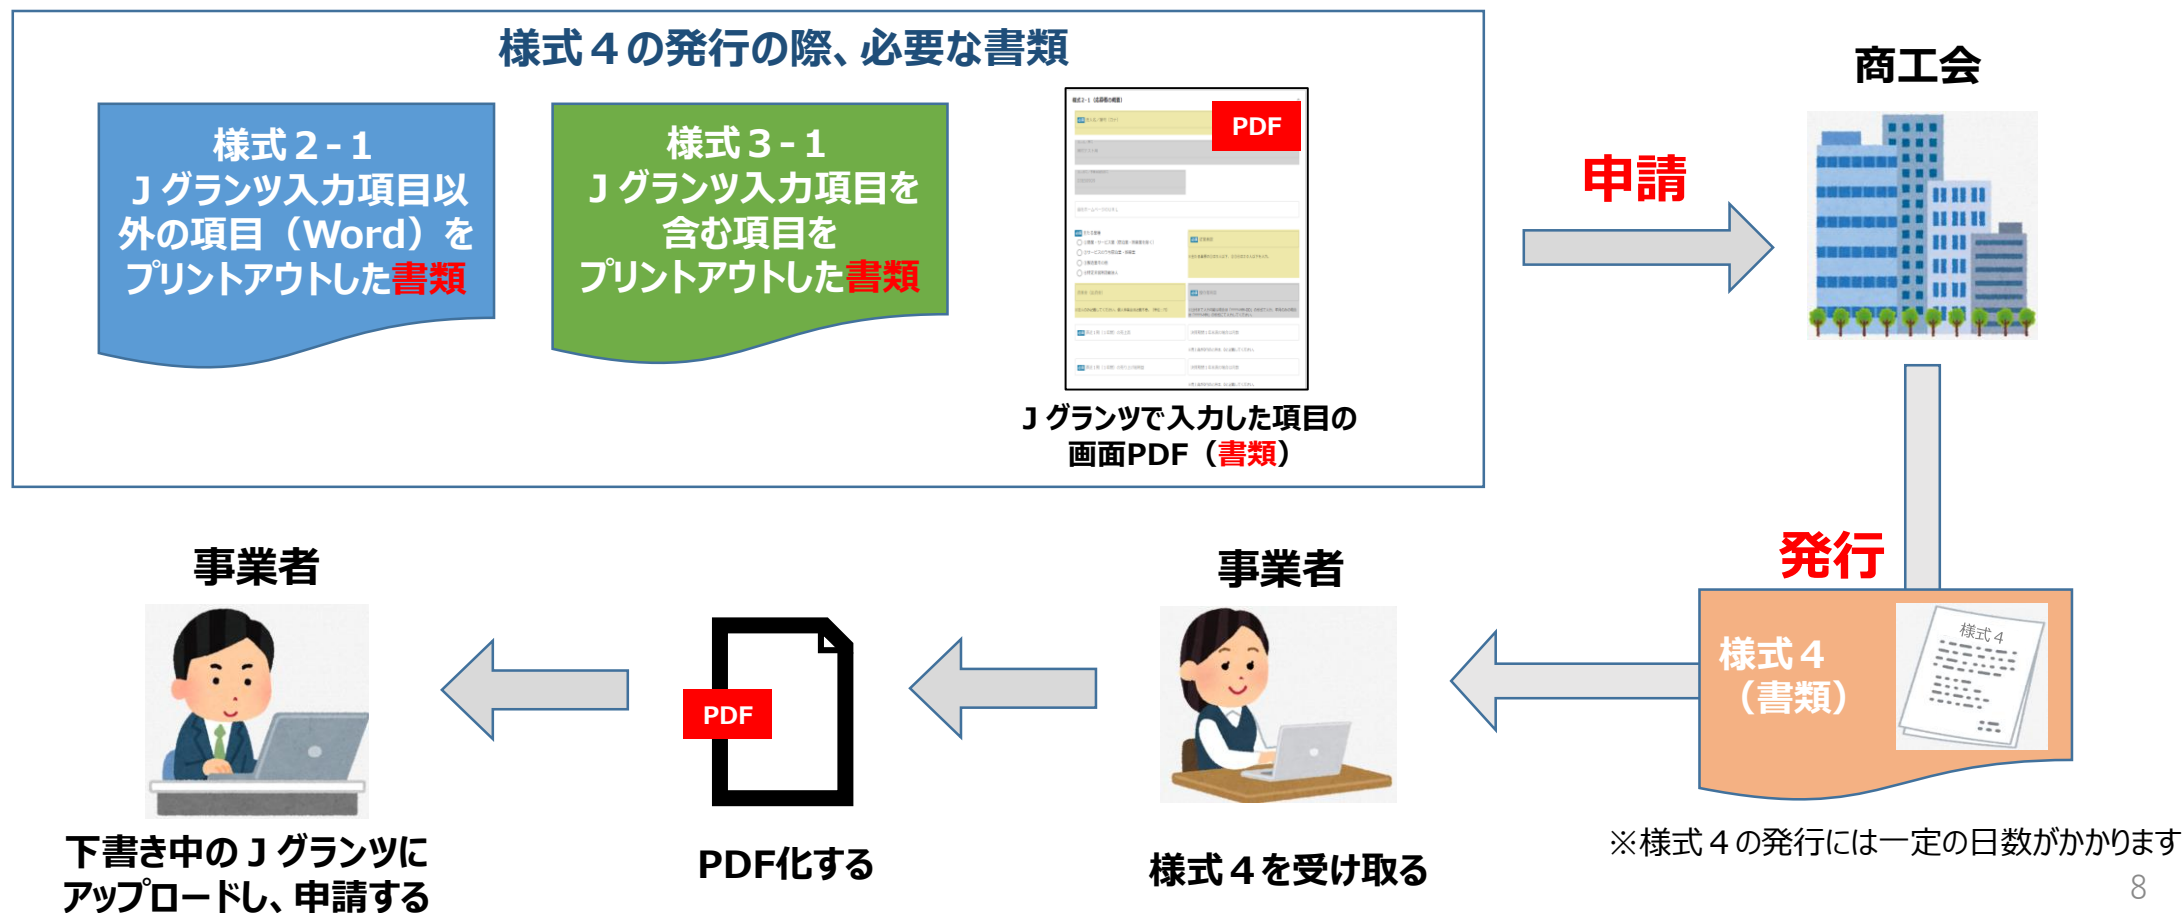 様式４の発行の際、必要な書類
様式２-１
Ｊグランツ入力項目以
外の項目（Word）を
プリントアウトした書類
様式３-１
Ｊグランツ入力項目を
含む項目を
プリントアウトした書類
PDF
Ｊグランツで入力した項目の
画面PDF（書類）
申請
商工会
発行
様式４
（書類）
様式４
※様式４の発行には一定の日数がかかります
事業者
様式４を受け取る
PDF
PDF化する
事業者
下書き中のＪグランツに
アップロードし、申請する
8